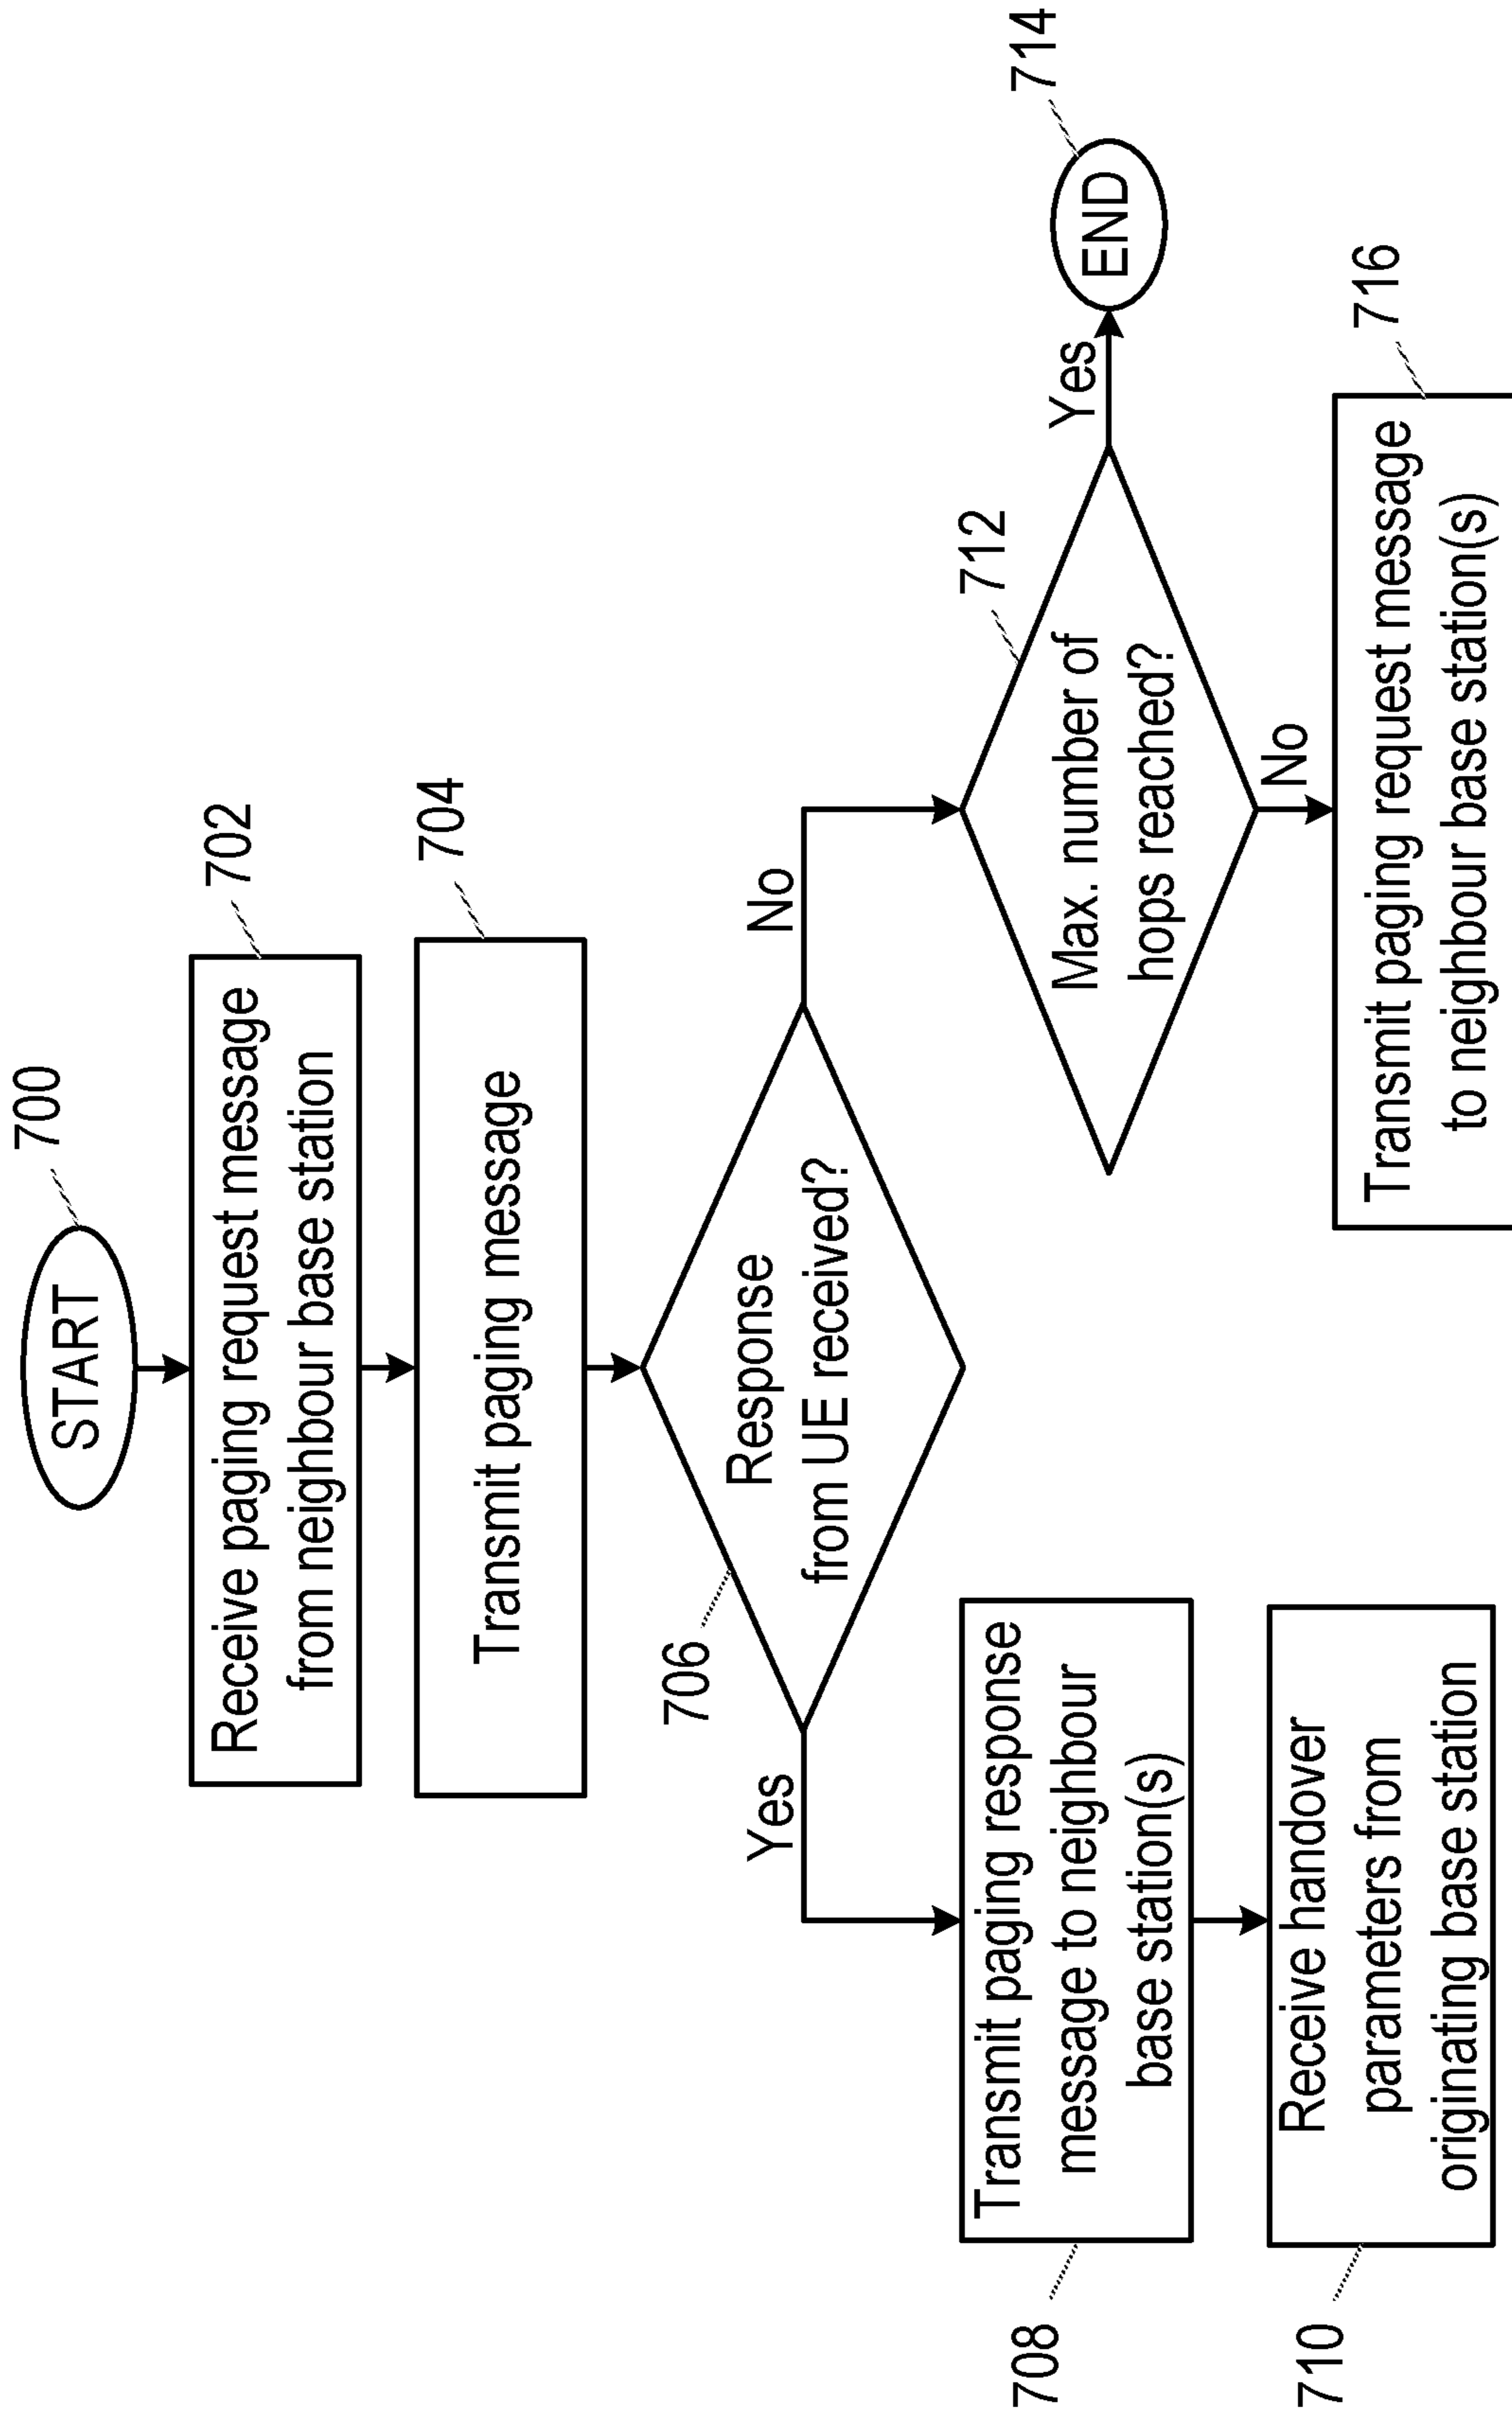 700
START
702
Receive paging request message
from neighbour base station
704
Transmit paging message
706
Response
from UE received?
Yes
No
708
Transmit paging response
message to neighbour
base station(s)
710
Receive handover
parameters from
originating base station
712
Max. number of
hops reached?
Yes
714
END
No
716
Transmit paging request message
to neighbour base station(s)